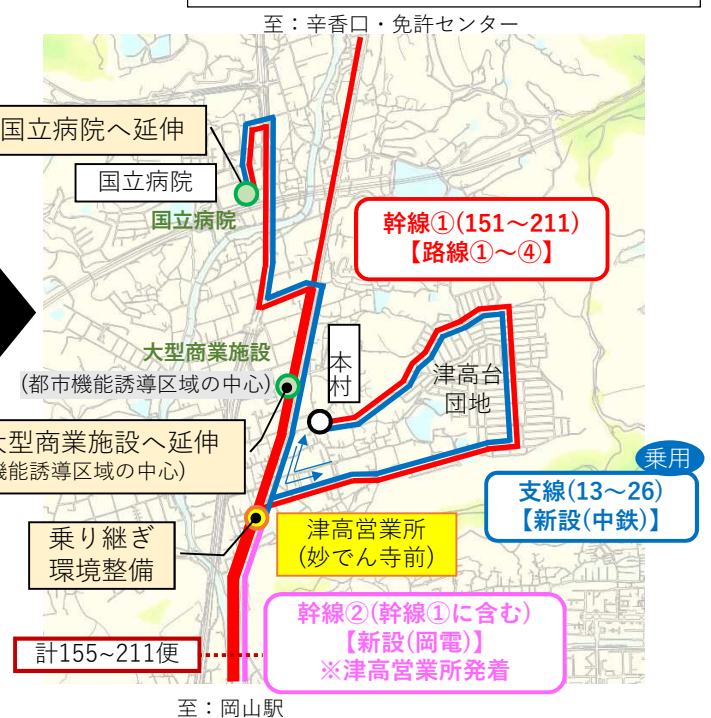 至：辛香口・免許センター
国立病院へ延伸
国立病院
国立病院
幹線①(151～211)
【路線①～④】
大型商業施設
(都市機能誘導区域の中心)
本村
津高台
団地
大型商業施設へ延伸
機能誘導区域の中心)
乗用
支線(13～26)
【新設(中鉄)】
乗り継ぎ
環境整備
津高営業所
(妙でん寺前)
幹線②(幹線①に含む)
【新設(岡電)】
※津高営業所発着
計155~211便
至：岡山駅